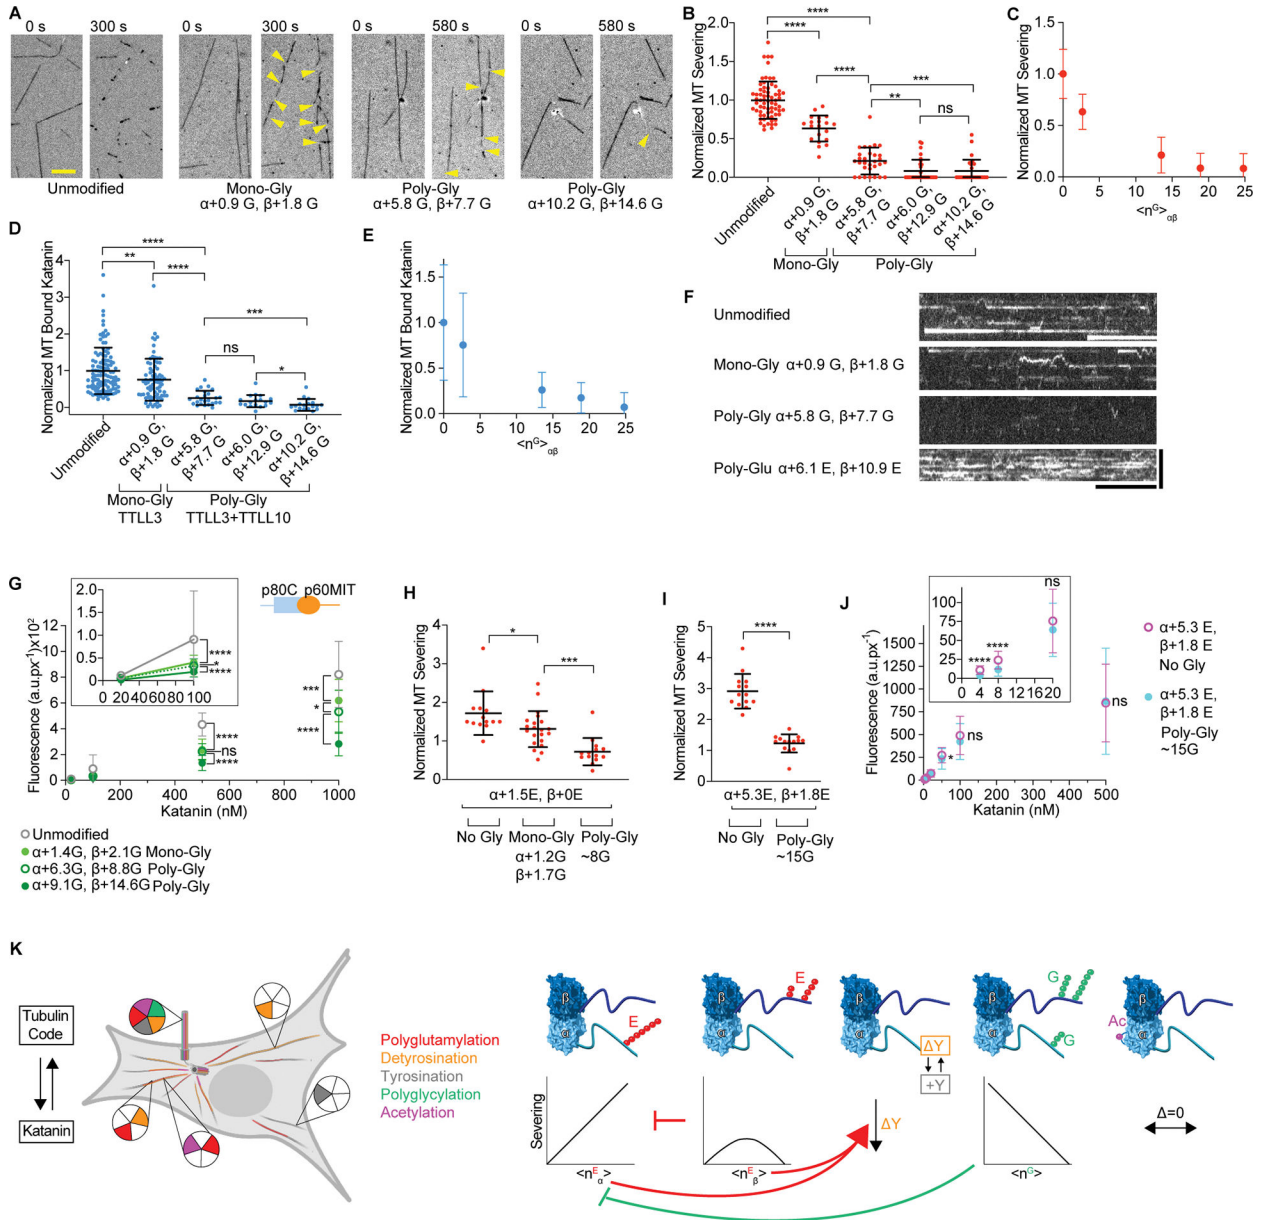 A
0 s 300 s
Unmodified
0 s 300 s
Mono-Gly
α+0.9 G, β+1.8 G
0 s 580 s
Poly-Gly
α+5.8 G, β+7.7 G
0 s 580 s
Poly-Gly
α+10.2 G, β+14.6 G
B
Normalized MT Severing
2.0
1.5
1.0
0.5
0.0
****
****
****
***
**
ns
Unmodified
α+0.9 G,
β+1.8 G
α+5.8 G,
β+7.7 G
α+6.0 G,
β+12.9 G
α+10.2 G,
β+14.6 G
Mono-Gly Poly-Gly
C
Normalized MT Severing
1.5
1.0
0.5
0.0
0 5 10 15 20 25
<nG>αβ
D
Normalized MT Bound Katanin
4
3
2
1
0
****
**
****
***
ns
*
Unmodified
α+0.9 G,
β+1.8 G
α+5.8 G,
β+7.7 G
α+6.0 G,
β+12.9 G
α+10.2 G,
β+14.6 G
Mono-Gly Poly-Gly
TTLL3 TTLL3+TTLL10
E
Normalized MT Bound Katanin
1.5
1.0
0.5
0.0
0 5 10 15 20 25
<nG>αβ
F
Unmodified
Mono-Gly α+0.9 G, β+1.8 G
Poly-Gly α+5.8 G, β+7.7 G
Poly-Glu α+6.1 E, β+10.9 E
G
Fluorescence (a.u.px-1)x10²
12
10
8
6
4
2
0
0 200 400 600 800 1000
Katanin (nM)
2.0
1.5
1.0
0.5
0
0 20 40 60 80 100
****
*
****
p80C p60MIT
****
ns
****
***
*
****
Unmodified
α+1.4G, β+2.1G Mono-Gly
α+6.3G, β+8.8G Poly-Gly
α+9.1G, β+14.6G Poly-Gly
H
Normalized MT Severing
4
3
2
1
0
*
***
α+1.5E, β+0E
No Gly
Mono-Gly
α+1.2G
β+1.7G
Poly-Gly
~8G
I
Normalized MT Severing
5
4
3
2
1
0
****
α+5.3E, β+1.8E
No Gly
Poly-Gly
~15G
J
Fluorescence (a.u.px-1)
1500
1250
1000
750
500
250
0
0 100 200 300 400 500
Katanin (nM)
100
75
50
25
0
0 4 8 12 16 20
****
****
ns
*
ns
ns
α+5.3 E,
β+1.8 E
No Gly
α+5.3 E,
β+1.8 E
Poly-Gly
~15G
K
Tubulin
Code
Katanin
Polyglutamylation
Detyrosination
Tyrosination
Polyglycylation
Acetylation
β
α
E
β
α
E
β
α
ΔY
+Y
β
α
G
G
β
α
Ac
Severing
<nEα>
<nEβ>
ΔY
<nG>
Δ=0